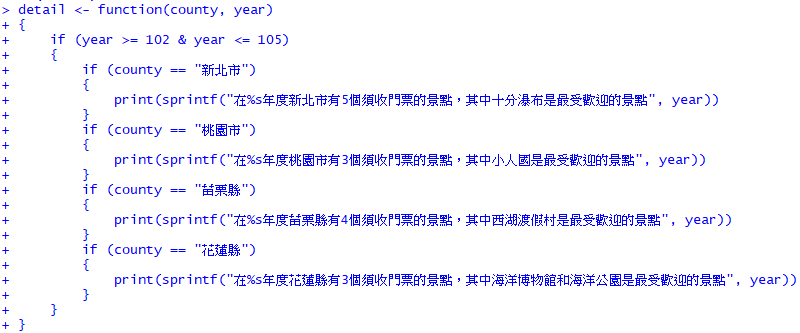 > detail <- function(county, year)
+ {
+     if (year >= 102 & year <= 105)
+     {
+         if (county == "新北市")
+         {
+             print(sprintf("在%s年度新北市有5個須收門票的景點，其中十分瀑布是最受歡迎的景點", year))
+         }
+         if (county == "桃園市")
+         {
+             print(sprintf("在%s年度桃園市有3個須收門票的景點，其中小人國是最受歡迎的景點", year))
+         }
+         if (county == "苗栗縣")
+         {
+             print(sprintf("在%s年度苗栗縣有4個須收門票的景點，其中西湖渡假村是最受歡迎的景點", year))
+         }
+         if (county == "花蓮縣")
+         {
+             print(sprintf("在%s年度花蓮縣有3個須收門票的景點，其中海洋博物館和海洋公園是最受歡迎的景點", year))
+         }
+     }
+ }